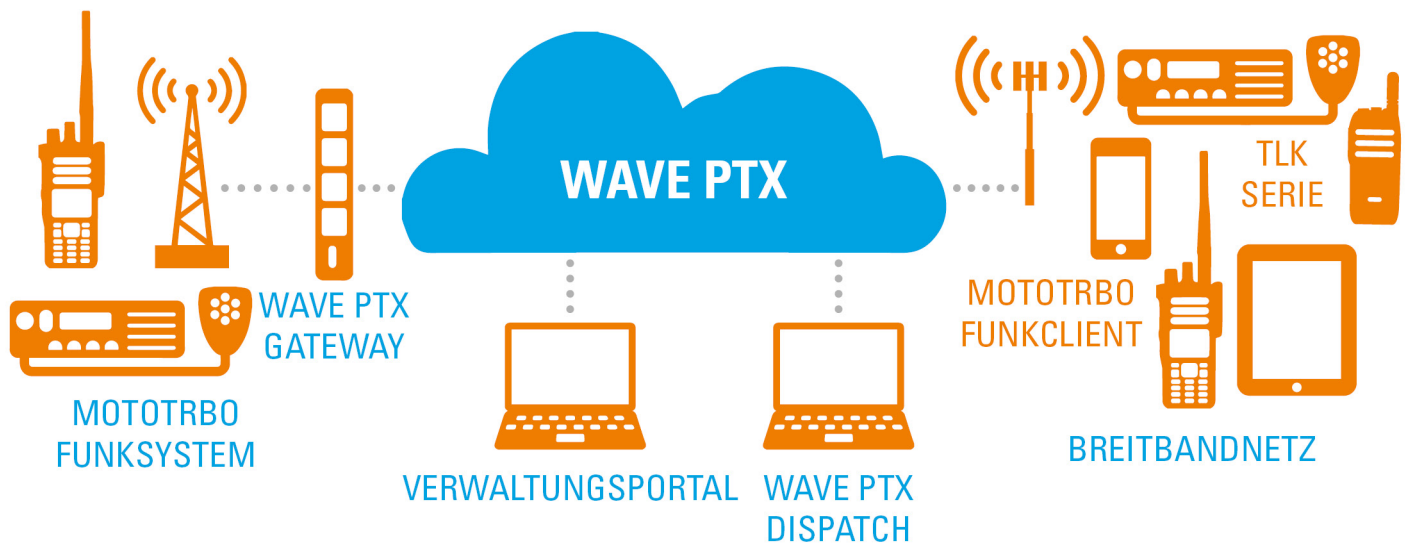 WAVE PTX
TLK
SERIE
WAVE PTX
GATEWAY
MOTOTRBO
FUNKCLIENT
MOTOTRBO
FUNKSYSTEM
BREITBANDNETZ
VERWALTUNGSPORTAL
WAVE PTX
DISPATCH